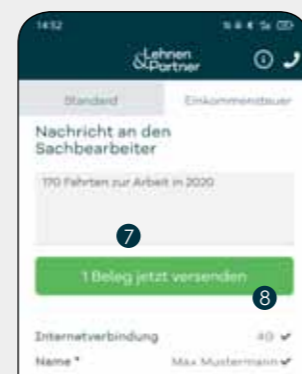 14:52
Lehnen
& Partner
Standard Einkommensteuer
Nachricht an den
Sachbearbeiter
170 Fahrten zur Arbeit in 2020
7
1 Beleg jetzt versenden
8
Internetverbindung 4G
Name * Max Mustermann